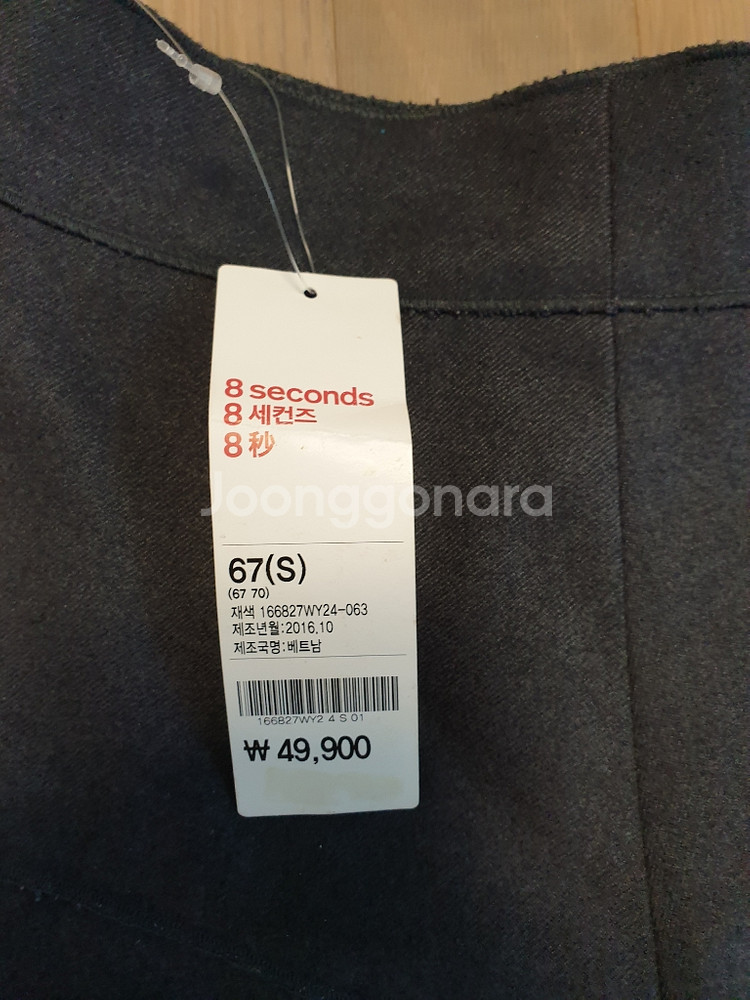 8 seconds
8 세컨즈
8 秒
Joonggonara
67(S)
(67 70)
재색 166827WY24-063
제조년월:2016.10
제조국명:베트남
166827WY2 4 S 01
₩ 49,900